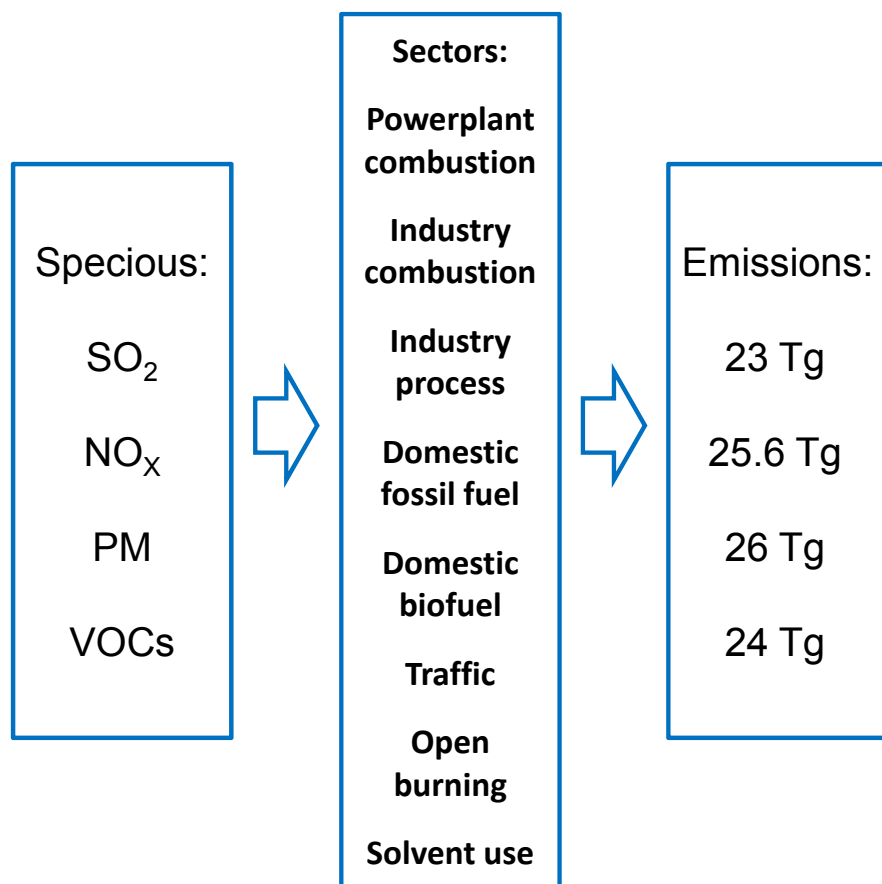 Specious:
SO₂
NOₓ
PM
VOCs
Sectors:
Powerplant
combustion
Industry
combustion
Industry
process
Domestic
fossil fuel
Domestic
biofuel
Traffic
Open
burning
Solvent use
Emissions:
23 Tg
25.6 Tg
26 Tg
24 Tg